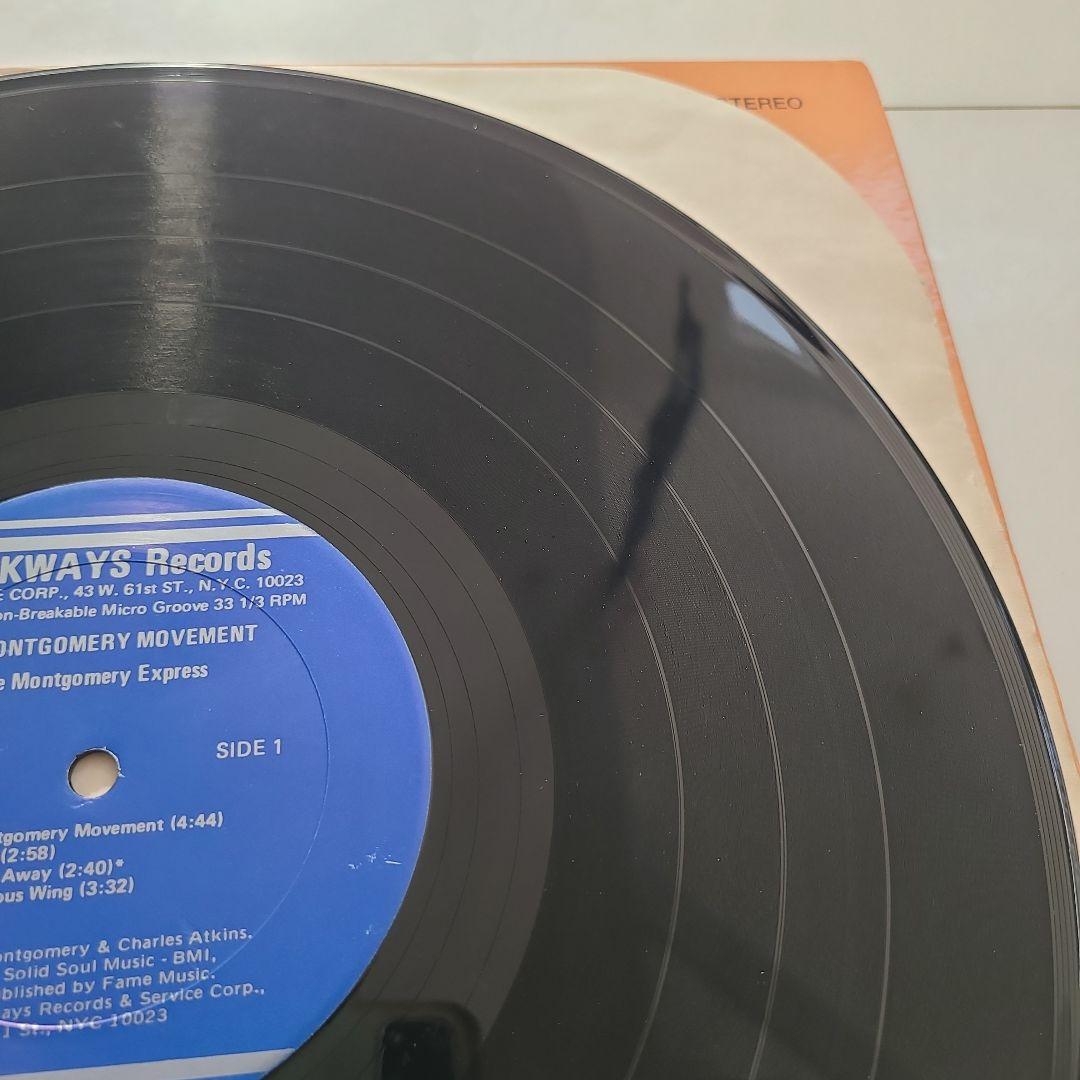 STEREO
KWAYS Records
E CORP., 43 W. 61st ST., N.Y.C. 10023
on-Breakable Micro Groove 33 1/3 RPM
ONTGOMERY MOVEMENT
e Montgomery Express
SIDE 1
tgomery Movement (4:44)
(2:58)
Away (2:40)*
ous Wing (3:32)
ontgomery & Charles Atkins.
Solid Soul Music - BMI,
ublished by Fame Music.
ays Records & Service Corp.,
1 St., NYC 10023